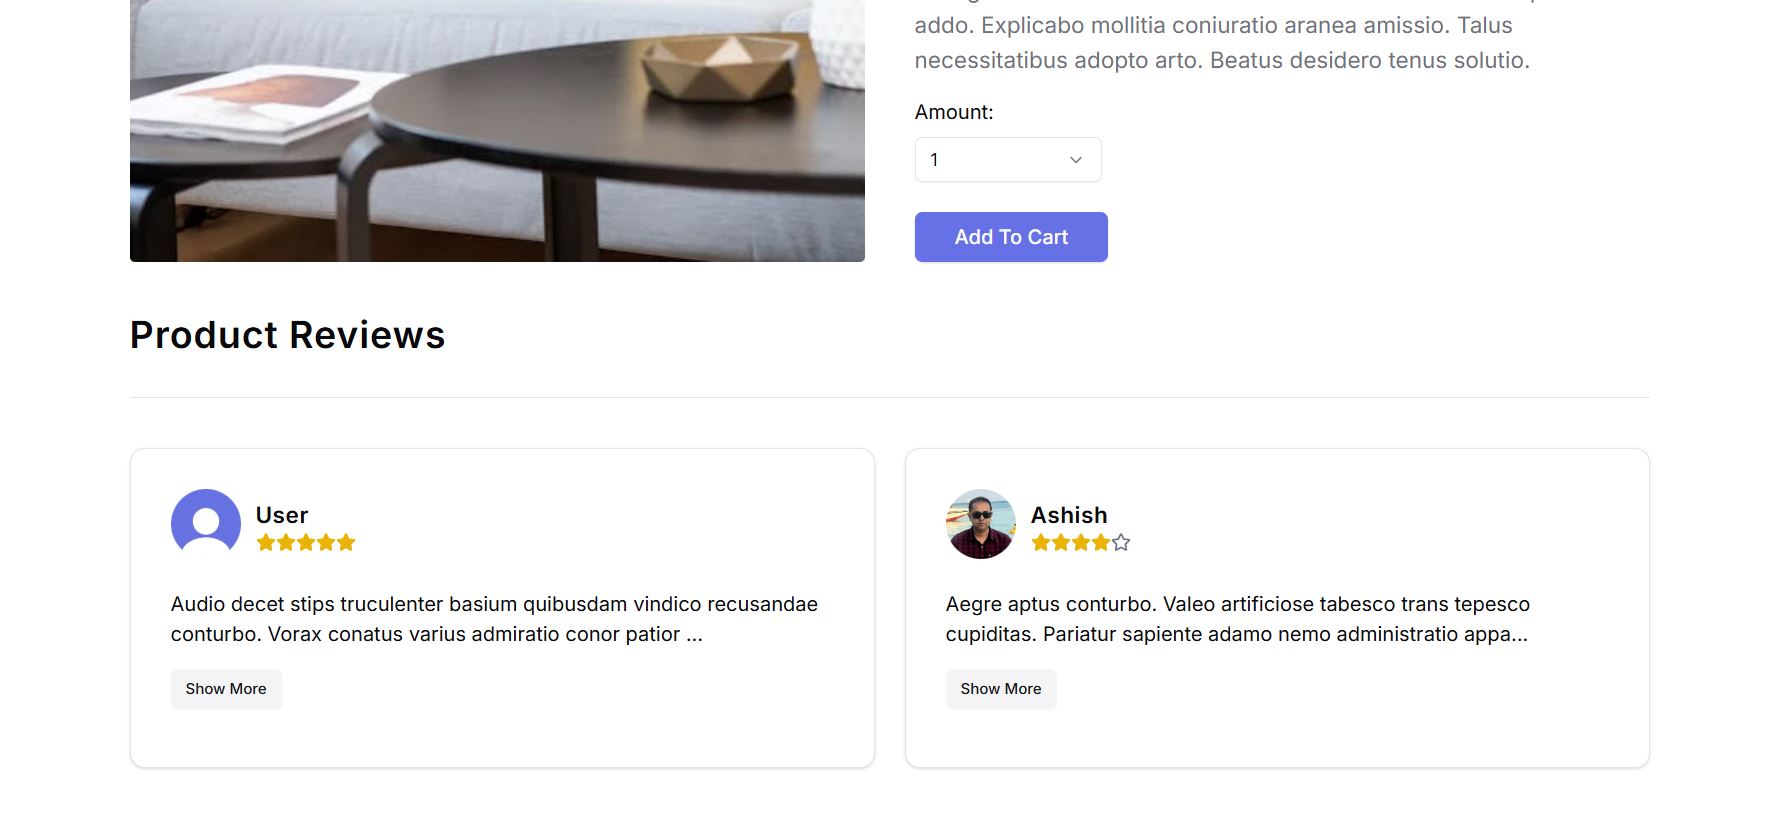 addo. Explicabo mollitia coniuratio aranea amissio. Talus
necessitatibus adopto arto. Beatus desidero tenus solutio.
Amount:
1
Add To Cart
Product Reviews
User
Audio decet stips truculenter basium quibusdam vindico recusandae
conturbo. Vorax conatus varius admiratio conor patior ...
Show More
Ashish
Aegre aptus conturbo. Valeo artificiose tabesco trans tepesco
cupiditas. Pariatur sapiente adamo nemo administratio appa...
Show More